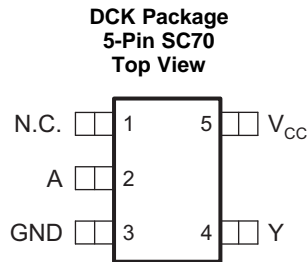 DCK Package
5-Pin SC70
Top View
N.C. 1 5 VCC
A 2
GND 3 4 Y